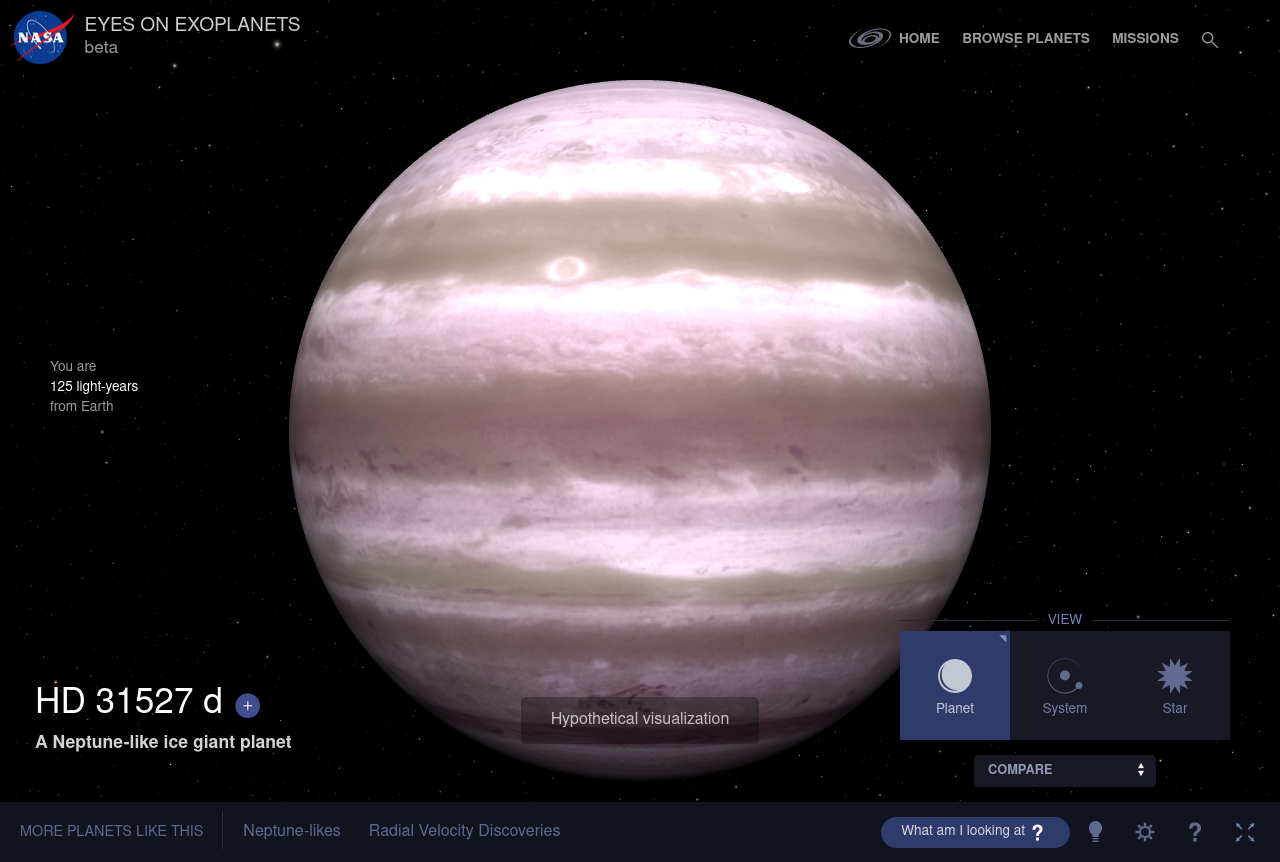 NASA
EYES ON EXOPLANETS
beta
HOME
BROWSE PLANETS
MISSIONS
You are
125 light-years
from Earth
VIEW
Planet
System
Star
HD 31527 d +
A Neptune-like ice giant planet
Hypothetical visualization
COMPARE
MORE PLANETS LIKE THIS
Neptune-likes
Radial Velocity Discoveries
What am I looking at ?
?